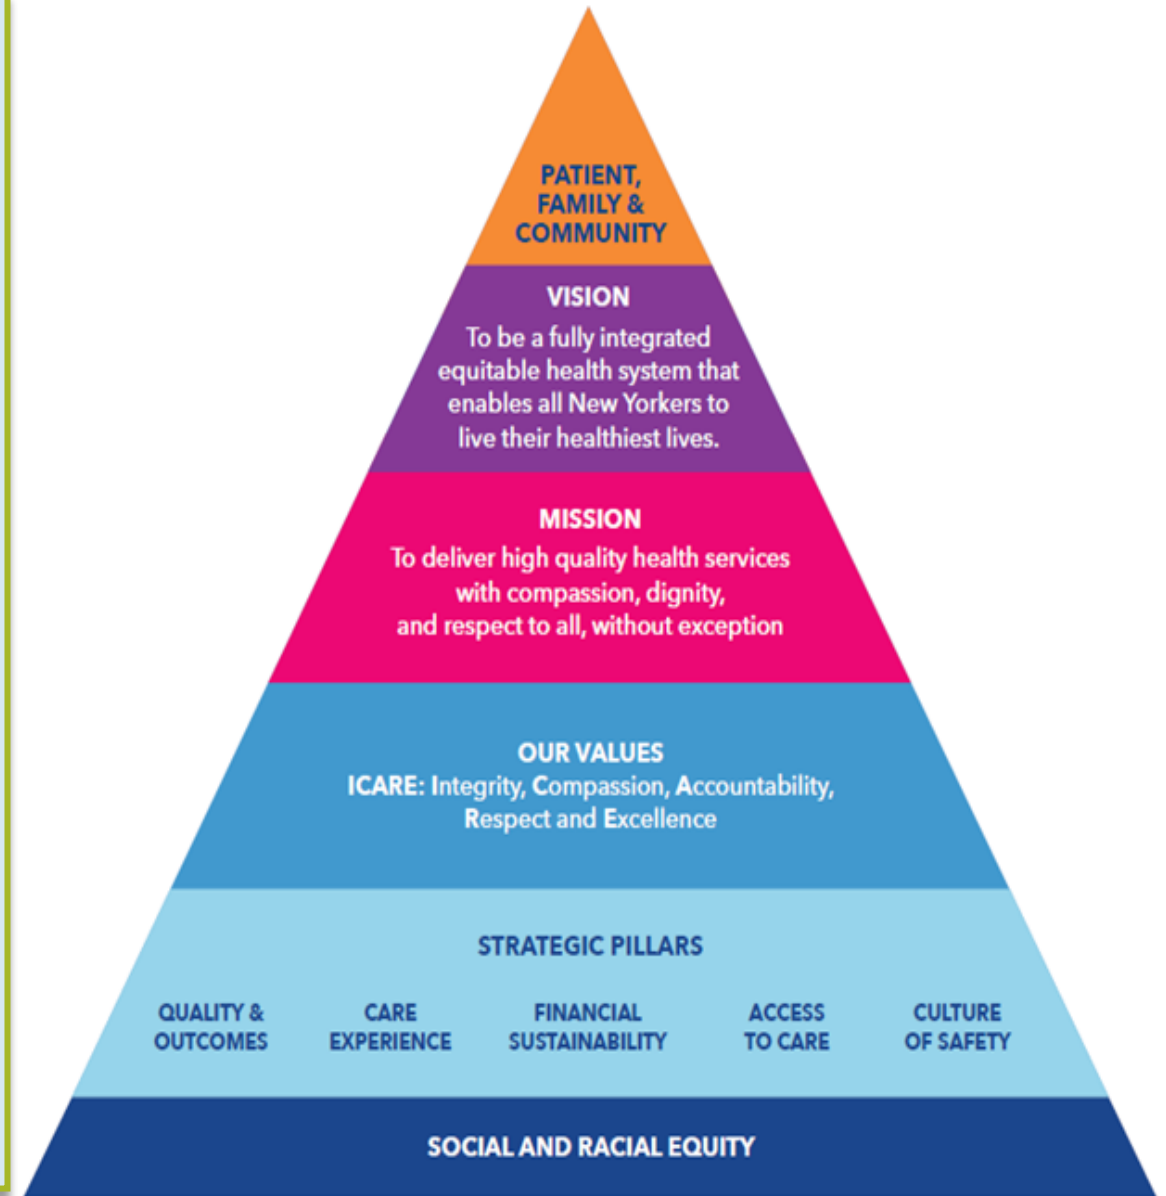 PATIENT,
FAMILY &
COMMUNITY
VISION
To be a fully integrated
equitable health system that
enables all New Yorkers to
live their healthiest lives.
MISSION
To deliver high quality health services
with compassion, dignity,
and respect to all, without exception
OUR VALUES
ICARE: Integrity, Compassion, Accountability,
Respect and Excellence
STRATEGIC PILLARS
QUALITY &
OUTCOMES
CARE
EXPERIENCE
FINANCIAL
SUSTAINABILITY
ACCESS
TO CARE
CULTURE
OF SAFETY
SOCIAL AND RACIAL EQUITY